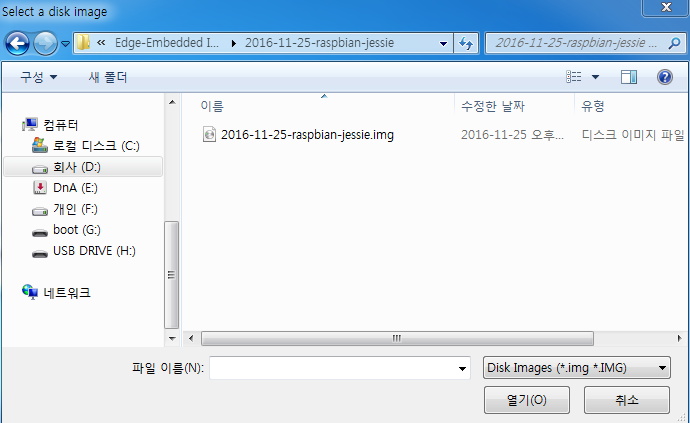 Select a disk image
« Edge-Embedded I... ▸ 2016-11-25-raspbian-jessie
2016-11-25-raspbian-jessie ...
구성 새 폴더
이름 수정한 날짜 유형
2016-11-25-raspbian-jessie.img 2016-11-25 오후... 디스크 이미지 파일
컴퓨터
로컬 디스크 (C:)
회사 (D:)
DnA (E:)
개인 (F:)
boot (G:)
USB DRIVE (H:)
네트워크
파일 이름(N):
Disk Images (*.img *.IMG)
열기(O) 취소